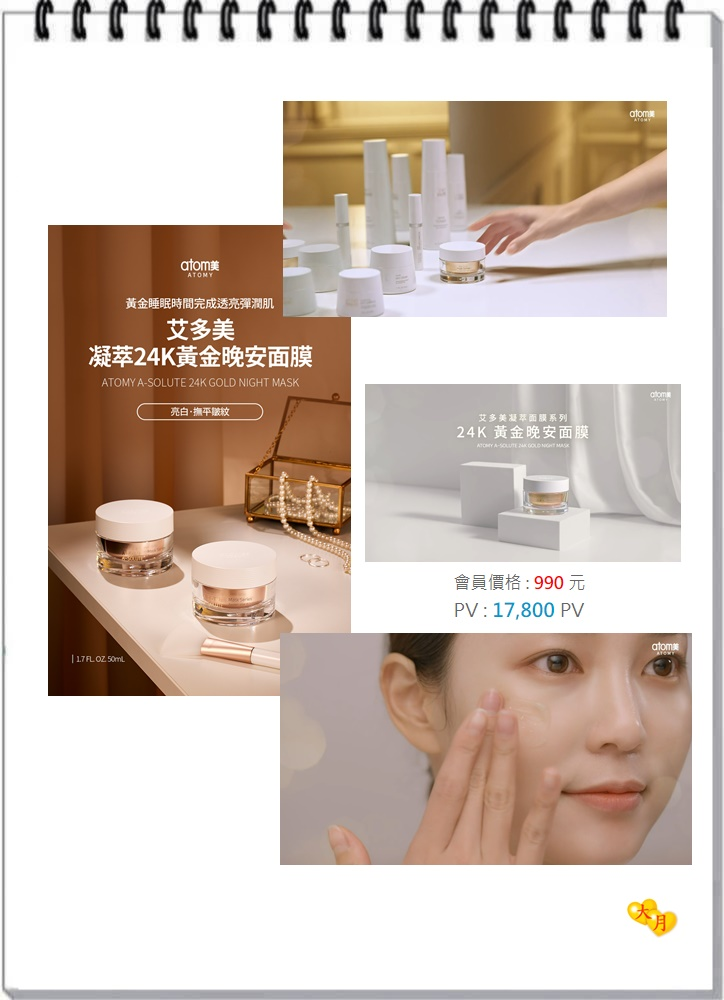 atom美
ATOMY
atom美
ATOMY
黃金睡眠時間完成透亮彈潤肌
艾多美
凝萃24K黃金晚安面膜
ATOMY A-SOLUTE 24K GOLD NIGHT MASK
亮白·撫平皺紋
1.7 FL. OZ. 50mL
atom美
ATOMY
艾多美凝萃面膜系列
24K 黃金晚安面膜
ATOMY A-SOLUTE 24K GOLD NIGHT MASK
會員價格 : 990 元
PV : 17,800 PV
atom美
ATOMY
大月